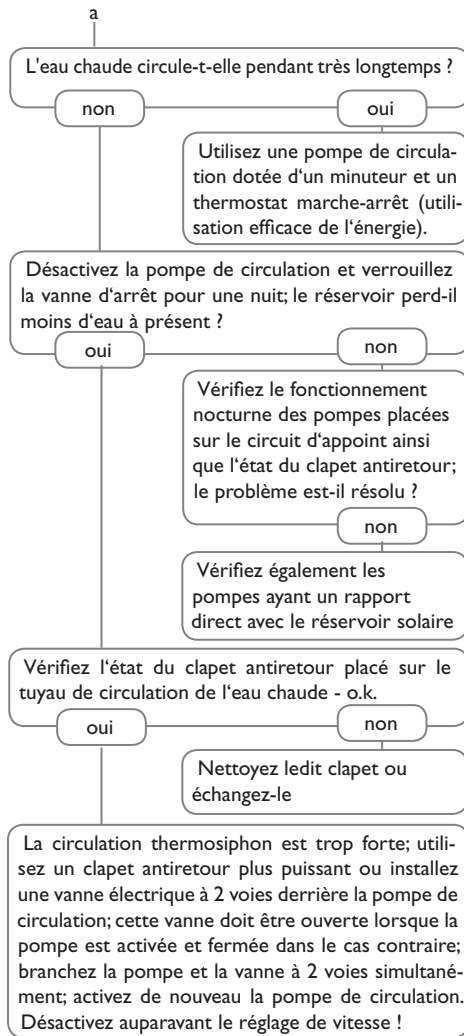 a
L'eau chaude circule-t-elle pendant très longtemps ?
non
oui
Utilisez une pompe de circula-
tion dotée d‘un minuteur et un
thermostat marche-arrêt (utili-
sation efficace de l‘énergie).
Désactivez la pompe de circulation et verrouillez
la vanne d‘arrêt pour une nuit; le réservoir perd-il
moins d‘eau à présent ?
oui
non
Vérifiez le fonctionnement
nocturne des pompes placées
sur le circuit d‘appoint ainsi
que l‘état du clapet antiretour;
le problème est-il résolu ?
non
Vérifiez également les
pompes ayant un rapport
direct avec le réservoir solaire
Vérifiez l‘état du clapet antiretour placé sur le
tuyau de circulation de l‘eau chaude - o.k.
oui
non
Nettoyez ledit clapet ou
échangez-le
La circulation thermosiphon est trop forte; utili-
sez un clapet antiretour plus puissant ou installez
une vanne électrique à 2 voies derrière la pompe de
circulation; cette vanne doit être ouverte lorsque la
pompe est activée et fermée dans le cas contraire;
branchez la pompe et la vanne à 2 voies simultané-
ment; activez de nouveau la pompe de circulation.
Désactivez auparavant le réglage de vitesse !